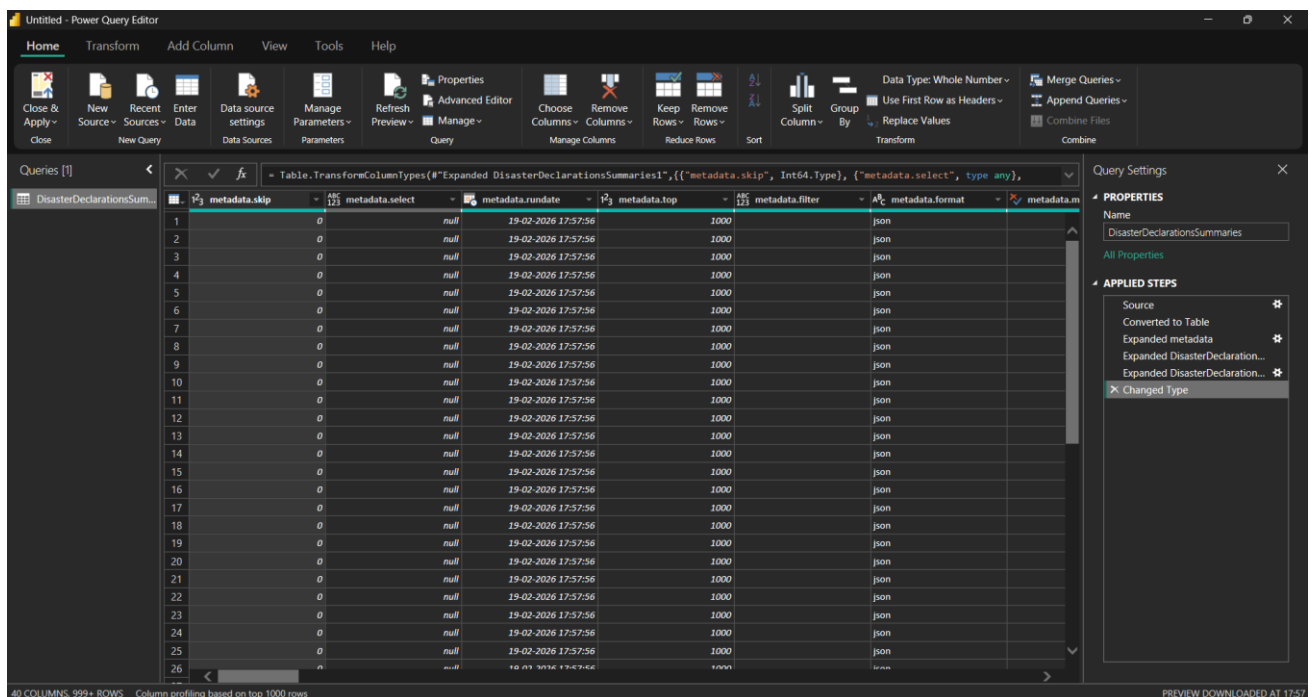 Untitled - Power Query Editor
Home Transform Add Column View Tools Help
Close & Apply
New Source
Recent Sources
Enter Data
Data source settings
Manage Parameters
Refresh Preview
Properties
Advanced Editor
Manage
Choose Columns
Remove Columns
Keep Rows
Remove Rows
Split Column
Group By
Data Type: Whole Number
Use First Row as Headers
Replace Values
Merge Queries
Append Queries
Combine Files
Close New Query Data Sources Parameters Query Manage Columns Reduce Rows Sort Transform Combine
Queries [1]
DisasterDeclarationsSum...
= Table.TransformColumnTypes(#"Expanded DisasterDeclarationsSummaries1",{{"metadata.skip", Int64.Type}, {"metadata.select", type any},
metadata.skip metadata.select metadata.rundate metadata.top metadata.filter metadata.format metadata.m
1 0 null 19-02-2026 17:57:56 1000 json
2 0 null 19-02-2026 17:57:56 1000 json
3 0 null 19-02-2026 17:57:56 1000 json
4 0 null 19-02-2026 17:57:56 1000 json
5 0 null 19-02-2026 17:57:56 1000 json
6 0 null 19-02-2026 17:57:56 1000 json
7 0 null 19-02-2026 17:57:56 1000 json
8 0 null 19-02-2026 17:57:56 1000 json
9 0 null 19-02-2026 17:57:56 1000 json
10 0 null 19-02-2026 17:57:56 1000 json
11 0 null 19-02-2026 17:57:56 1000 json
12 0 null 19-02-2026 17:57:56 1000 json
13 0 null 19-02-2026 17:57:56 1000 json
14 0 null 19-02-2026 17:57:56 1000 json
15 0 null 19-02-2026 17:57:56 1000 json
16 0 null 19-02-2026 17:57:56 1000 json
17 0 null 19-02-2026 17:57:56 1000 json
18 0 null 19-02-2026 17:57:56 1000 json
19 0 null 19-02-2026 17:57:56 1000 json
20 0 null 19-02-2026 17:57:56 1000 json
21 0 null 19-02-2026 17:57:56 1000 json
22 0 null 19-02-2026 17:57:56 1000 json
23 0 null 19-02-2026 17:57:56 1000 json
24 0 null 19-02-2026 17:57:56 1000 json
25 0 null 19-02-2026 17:57:56 1000 json
26 0 null 19-02-2026 17:57:56 1000 json
Query Settings
PROPERTIES
Name
DisasterDeclarationsSummaries
All Properties
APPLIED STEPS
Source
Converted to Table
Expanded metadata
Expanded DisasterDeclaration...
Expanded DisasterDeclaration...
Changed Type
40 COLUMNS, 999+ ROWS Column profiling based on top 1000 rows
PREVIEW DOWNLOADED AT 17:57